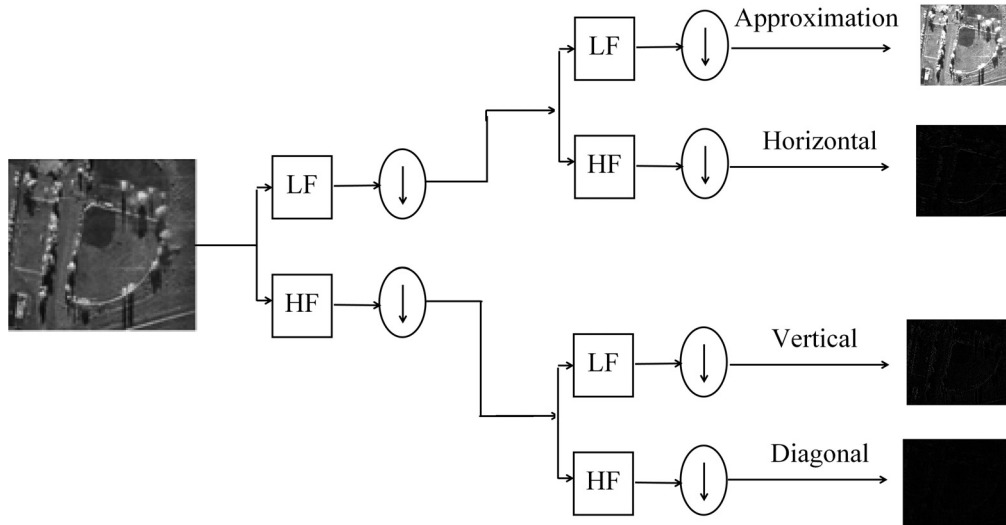 Approximation
LF
Horizontal
HF
LF
HF
Vertical
LF
Diagonal
HF